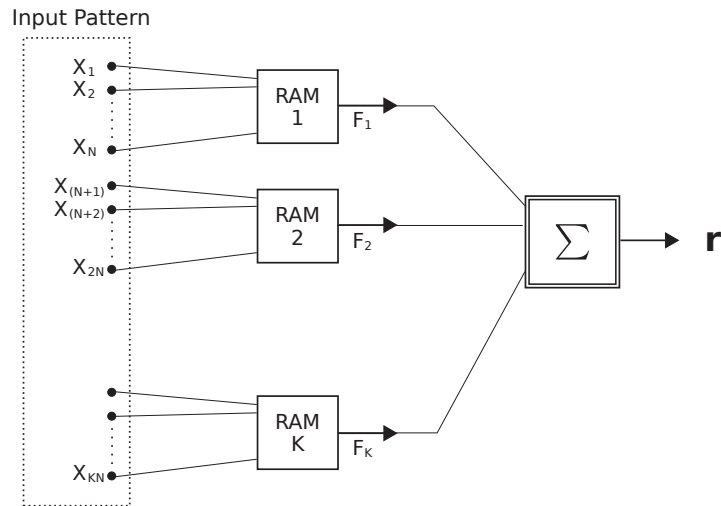 Input Pattern
X1
X2
XN
X(N+1)
X(N+2)
X2N
XKN
RAM
1
F1
RAM
2
F2
RAM
K
FK
Σ
r